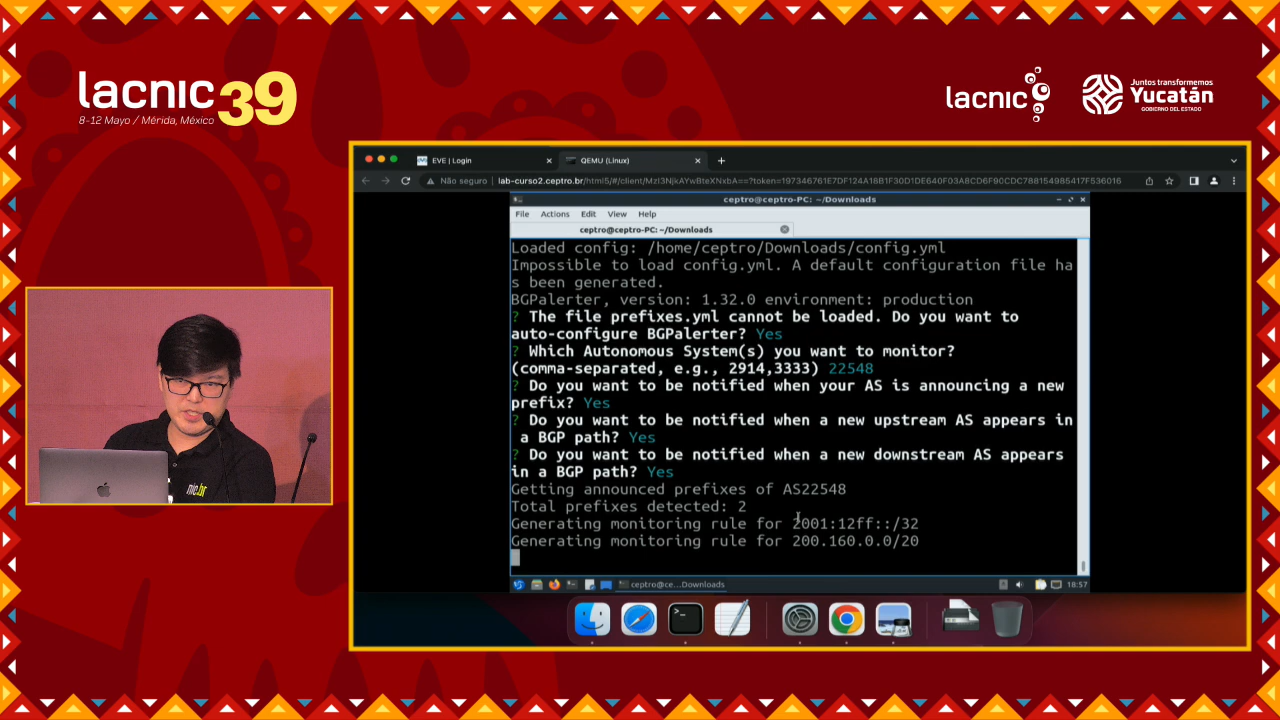 lacnic 39
8-12 Mayo / Mérida, México
lacnic
Juntos transformemos
Yucatán
GOBIERNO DEL ESTADO
EVE | Login
QEMU (Linux)
Não seguro
ceptro@ceptro-PC: ~/Downloads
File Actions Edit View Help
ceptro@ceptro-PC: ~/Downloads
Loaded config: /home/ceptro/Downloads/config.yml
Impossible to load config.yml. A default configuration file ha
s been generated.
BGPalerter, version: 1.32.0 environment: production
? The file prefixes.yml cannot be loaded. Do you want to
auto-configure BGPalerter? Yes
? Which Autonomous System(s) you want to monitor?
(comma-separated, e.g., 2914,3333) 22548
? Do you want to be notified when your AS is announcing a new
prefix? Yes
? Do you want to be notified when a new upstream AS appears in
a BGP path? Yes
? Do you want to be notified when a new downstream AS appears
in a BGP path? Yes
Getting announced prefixes of AS22548
Total prefixes detected: 2
Generating monitoring rule for 2001:12ff::/32
Generating monitoring rule for 200.160.0.0/20
ceptro@ce...Downloads
18:57
nic.br